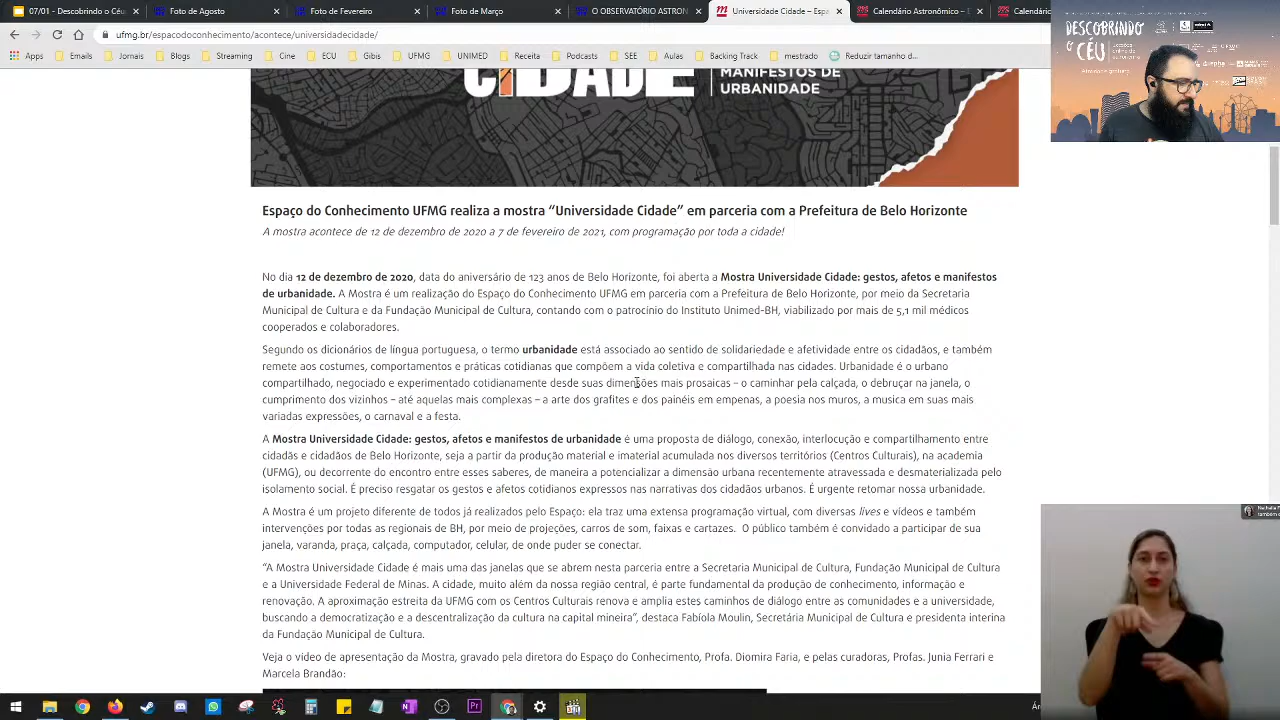 07/01 - Descobrindo o Céu
Foto de Agosto
Foto de Fevereiro
Foto de Março
O OBSERVATÓRIO ASTRON
Universidade Cidade – Espa
Calendário Astronômico – E
Calendário
ufmg.br/espacodoconhecimento/acontece/universidadecidade/
Apps
Emails
Jornais
Blogs
Streaming
Cine
ECU
Gibis
UFMG
UNIMED
Receita
Podcasts
SEE
Aulas
Backing Track
mestrado
Reduzir tamanho d...
DESCOBRINDO
O CÉU
CIDADE
MANIFESTOS DE
URBANIDADE
Espaço do Conhecimento UFMG realiza a mostra “Universidade Cidade” em parceria com a Prefeitura de Belo Horizonte
A mostra acontece de 12 de dezembro de 2020 a 7 de fevereiro de 2021, com programação por toda a cidade!
No dia 12 de dezembro de 2020, data do aniversário de 123 anos de Belo Horizonte, foi aberta a Mostra Universidade Cidade: gestos, afetos e manifestos
de urbanidade. A Mostra é um realização do Espaço do Conhecimento UFMG em parceria com a Prefeitura de Belo Horizonte, por meio da Secretaria
Municipal de Cultura e da Fundação Municipal de Cultura, contando com o patrocínio do Instituto Unimed-BH, viabilizado por mais de 5,1 mil médicos
cooperados e colaboradores.
Segundo os dicionários de língua portuguesa, o termo urbanidade está associado ao sentido de solidariedade e afetividade entre os cidadãos, e também
remete aos costumes, comportamentos e práticas cotidianas que compõem a vida coletiva e compartilhada nas cidades. Urbanidade é o urbano
compartilhado, negociado e experimentado cotidianamente desde suas dimensões mais prosaicas – o caminhar pela calçada, o debruçar na janela, o
cumprimento dos vizinhos – até aquelas mais complexas – a arte dos grafites e dos painéis em empenas, a poesia nos muros, a musica em suas mais
variadas expressões, o carnaval e a festa.
A Mostra Universidade Cidade: gestos, afetos e manifestos de urbanidade é uma proposta de diálogo, conexão, interlocução e compartilhamento entre
cidadãs e cidadãos de Belo Horizonte, seja a partir da produção material e imaterial acumulada nos diversos territórios (Centros Culturais), na academia
(UFMG), ou decorrente do encontro entre esses saberes, de maneira a potencializar a dimensão urbana recentemente atravessada e desmaterializada pelo
isolamento social. É preciso resgatar os gestos e afetos cotidianos expressos nas narrativas dos cidadãos urbanos. É urgente retomar nossa urbanidade.
A Mostra é um projeto diferente de todos já realizados pelo Espaço: ela traz uma extensa programação virtual, com diversas lives e vídeos e também
intervenções por todas as regionais de BH, por meio de projeções, carros de som, faixas e cartazes. O público também é convidado a participar de sua
janela, varanda, praça, calçada, computador, celular, de onde puder se conectar.
“A Mostra Universidade Cidade é mais uma das janelas que se abrem nesta parceria entre a Secretaria Municipal de Cultura, Fundação Municipal de Cultura
e a Universidade Federal de Minas. A cidade, muito além da nossa região central, é parte fundamental da produção de conhecimento, informação e
renovação. A aproximação estreita da UFMG com os Centros Culturais renova e amplia estes caminhos de diálogo entre as comunidades e a universidade,
buscando a democratização e a descentralização da cultura na capital mineira”, destaca Fabíola Moulin, Secretária Municipal de Cultura e presidenta interina
da Fundação Municipal de Cultura.
Veja o vídeo de apresentação da Mostra, gravado pela diretora do Espaço do Conhecimento, Profa. Diomira Faria, e pelas curadoras, Profas. Junia Ferrari e
Marcela Brandão: